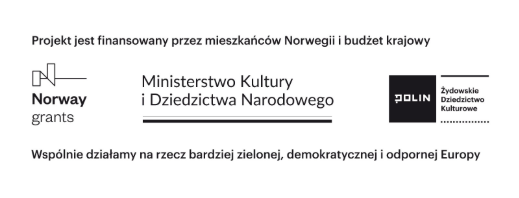 Projekt jest finansowany przez mieszkańców Norwegii i budżet krajowy
Norway
grants
Ministerstwo Kultury
i Dziedzictwa Narodowego
POLIN
Żydowskie
Dziedzictwo
Kulturowe
Wspólnie działamy na rzecz bardziej zielonej, demokratycznej i odpornej Europy